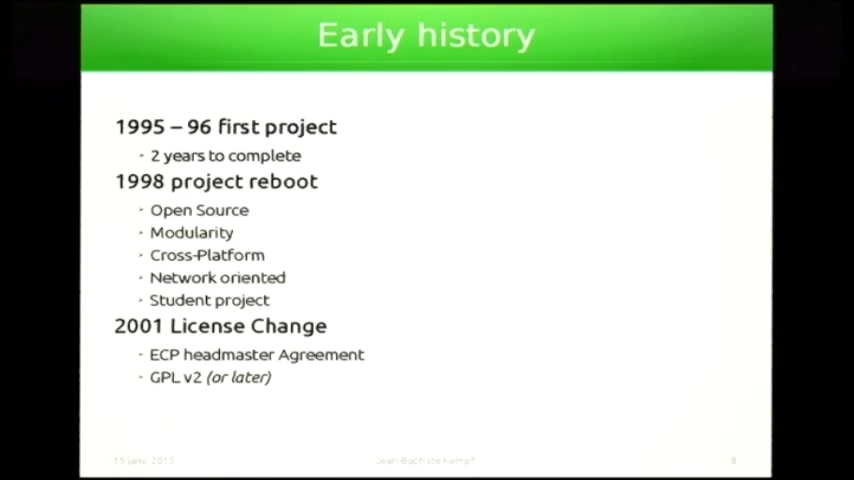 Early history
1995 – 96 first project
- 2 years to complete
1998 project reboot
- Open Source
- Modularity
- Cross-Platform
- Network oriented
- Student project
2001 License Change
- ECP headmaster Agreement
- GPL v2 (or later)
15 janv. 2015 Jean-Baptiste Kempf 8